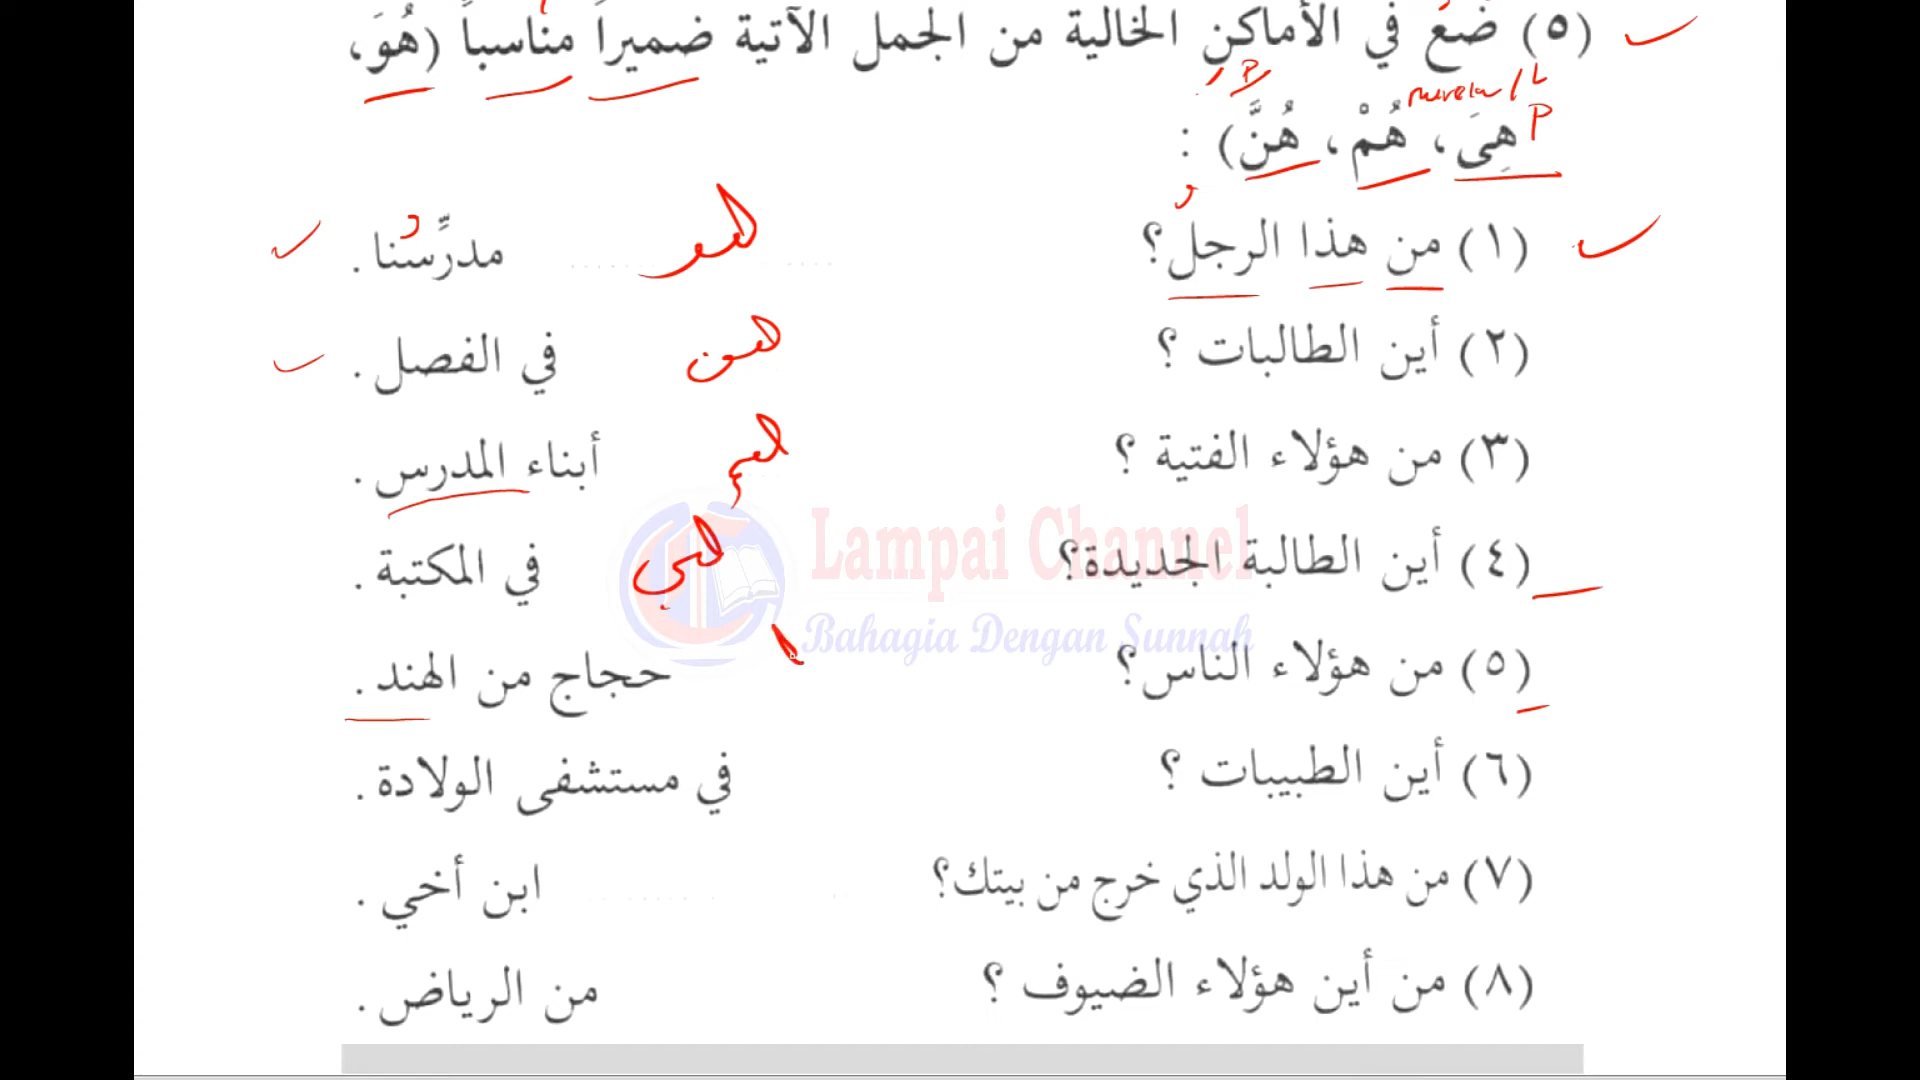 (٥) ضَعْ في الأماكن الخالية من الجمل الآتية ضميراً مناسباً (هُوَ،
P murela / L
هِيَ، هُمْ، هُنَّ) : P
(١) من هذا الرجلُ؟ هو مدرِّسُنا .
(٢) أين الطالبات ؟ هن في الفصل .
(٣) من هؤلاء الفتية ؟ هم أبناء المدرس .
Lampai Channel
(٤) أين الطالبة الجديدة؟ هي في المكتبة .
Bahagia Dengan Sunnah
(٥) من هؤلاء الناس؟ حجاج من الهند .
(٦) أين الطبيبات ؟ في مستشفى الولادة .
(٧) من هذا الولد الذي خرج من بيتك؟ ابن أخي .
(٨) من أين هؤلاء الضيوف ؟ من الرياض .